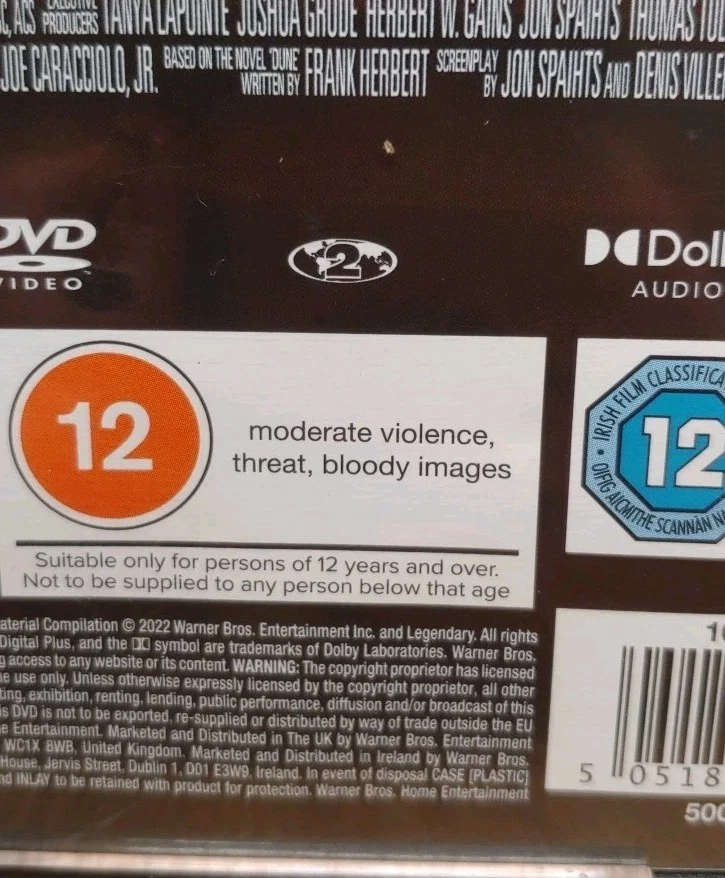 PRODUCERS TANYA LAPOINTE JOSHUA GRODE HERBERT W. GAINS JON SPAIHTS THOMAS
JOE CARACCIOLO, JR. BASED ON THE NOVEL 'DUNE' WRITTEN BY FRANK HERBERT SCREENPLAY BY JON SPAIHTS AND DENIS VILLE
DVD
VIDEO
2
Doll
AUDIO
12
moderate violence,
threat, bloody images
Suitable only for persons of 12 years and over.
Not to be supplied to any person below that age
IRISH FILM CLASSIFICA
12
OIFIG AICMITHE SCANNÁN NA
aterial Compilation © 2022 Warner Bros. Entertainment Inc. and Legendary. All rights
Digital Plus, and the DD symbol are trademarks of Dolby Laboratories. Warner Bros.
g access to any website or its content. WARNING: The copyright proprietor has licensed
e use only. Unless otherwise expressly licensed by the copyright proprietor, all other
ting, exhibition, renting, lending, public performance, diffusion and/or broadcast of this
is DVD is not to be exported, re-supplied or distributed by way of trade outside the EU
e Entertainment. Marketed and Distributed in The UK by Warner Bros. Entertainment
WC1X 8WB, United Kingdom. Marketed and Distributed in Ireland by Warner Bros.
House, Jervis Street, Dublin 1, D01 E3W9, Ireland. In event of disposal CASE [PLASTIC]
nd INLAY to be retained with product for protection. Warner Bros. Home Entertainment
10
5 0518
500